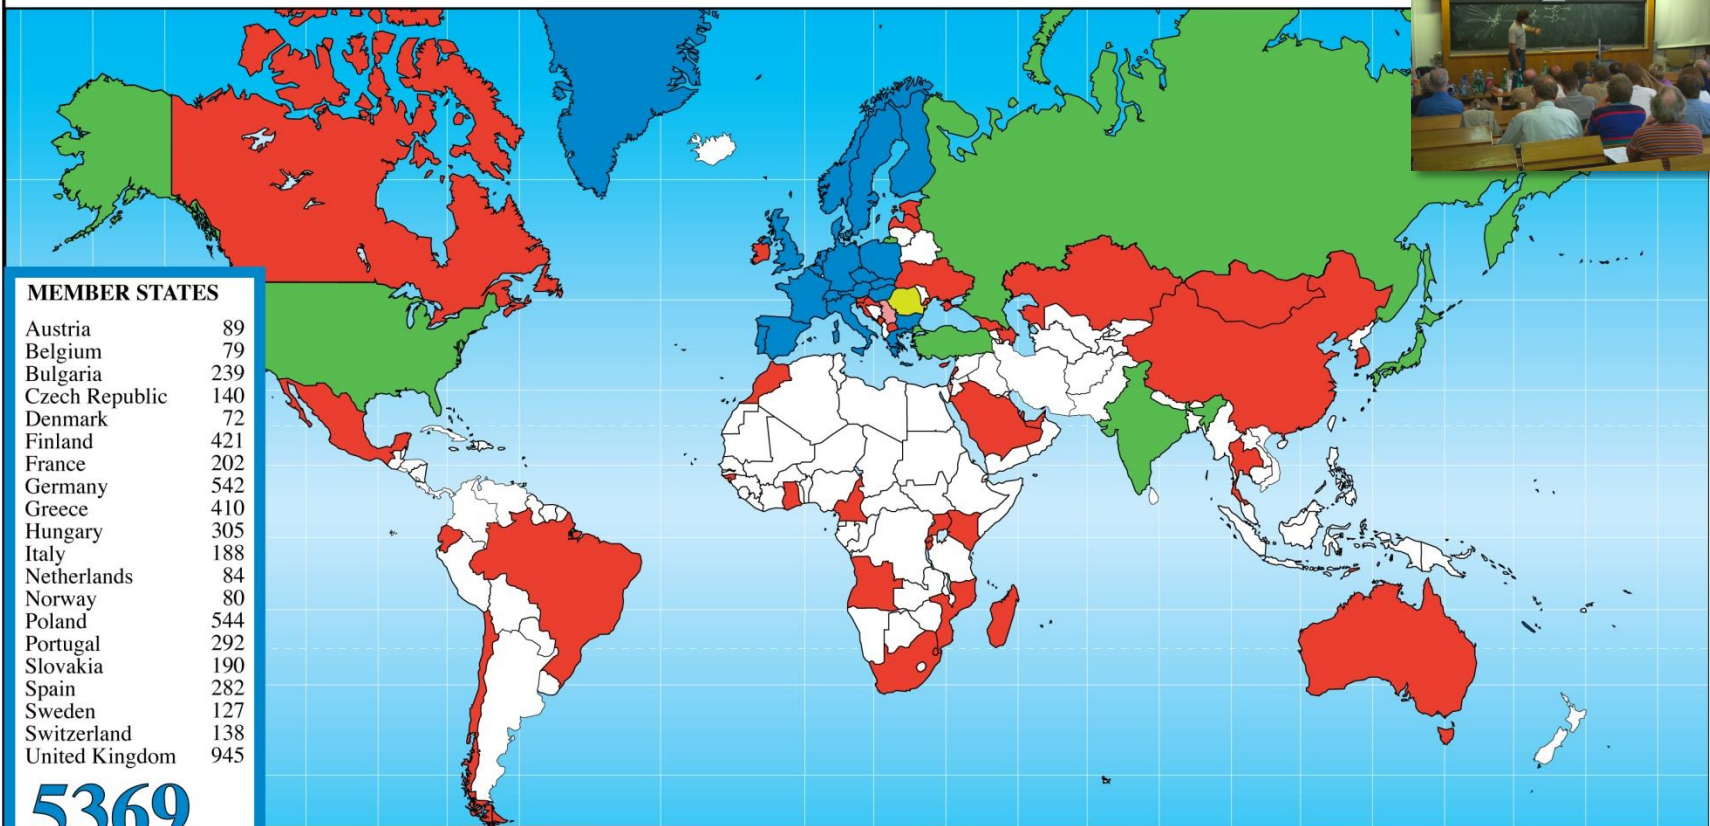 MEMBER STATES
Austria 89
Belgium 79
Bulgaria 239
Czech Republic 140
Denmark 72
Finland 421
France 202
Germany 542
Greece 410
Hungary 305
Italy 188
Netherlands 84
Norway 80
Poland 544
Portugal 292
Slovakia 190
Spain 282
Sweden 127
Switzerland 138
United Kingdom 945
5369